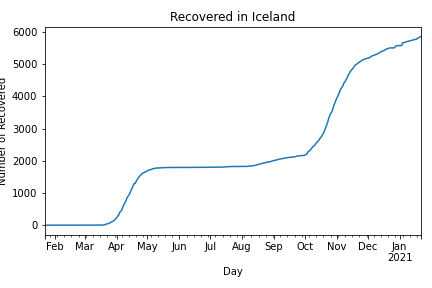 Recovered in Iceland
Number of Recovered
6000
5000
4000
3000
2000
1000
0
Feb Mar Apr May Jun Jul Aug Sep Oct Nov Dec Jan
2021
Day